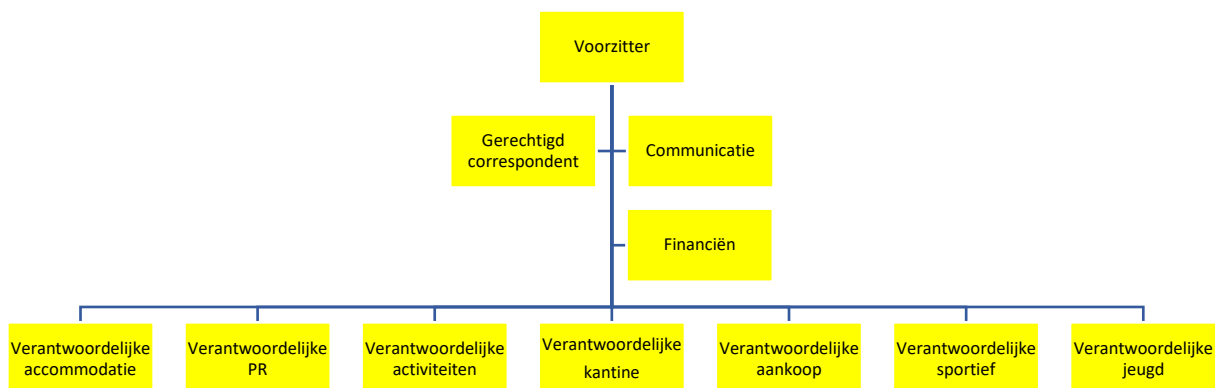 Voorzitter
Gerechtigd
correspondent
Communicatie
Financiën
Verantwoordelijke
accommodatie
Verantwoordelijke
PR
Verantwoordelijke
activiteiten
Verantwoordelijke
kantine
Verantwoordelijke
aankoop
Verantwoordelijke
sportief
Verantwoordelijke
jeugd